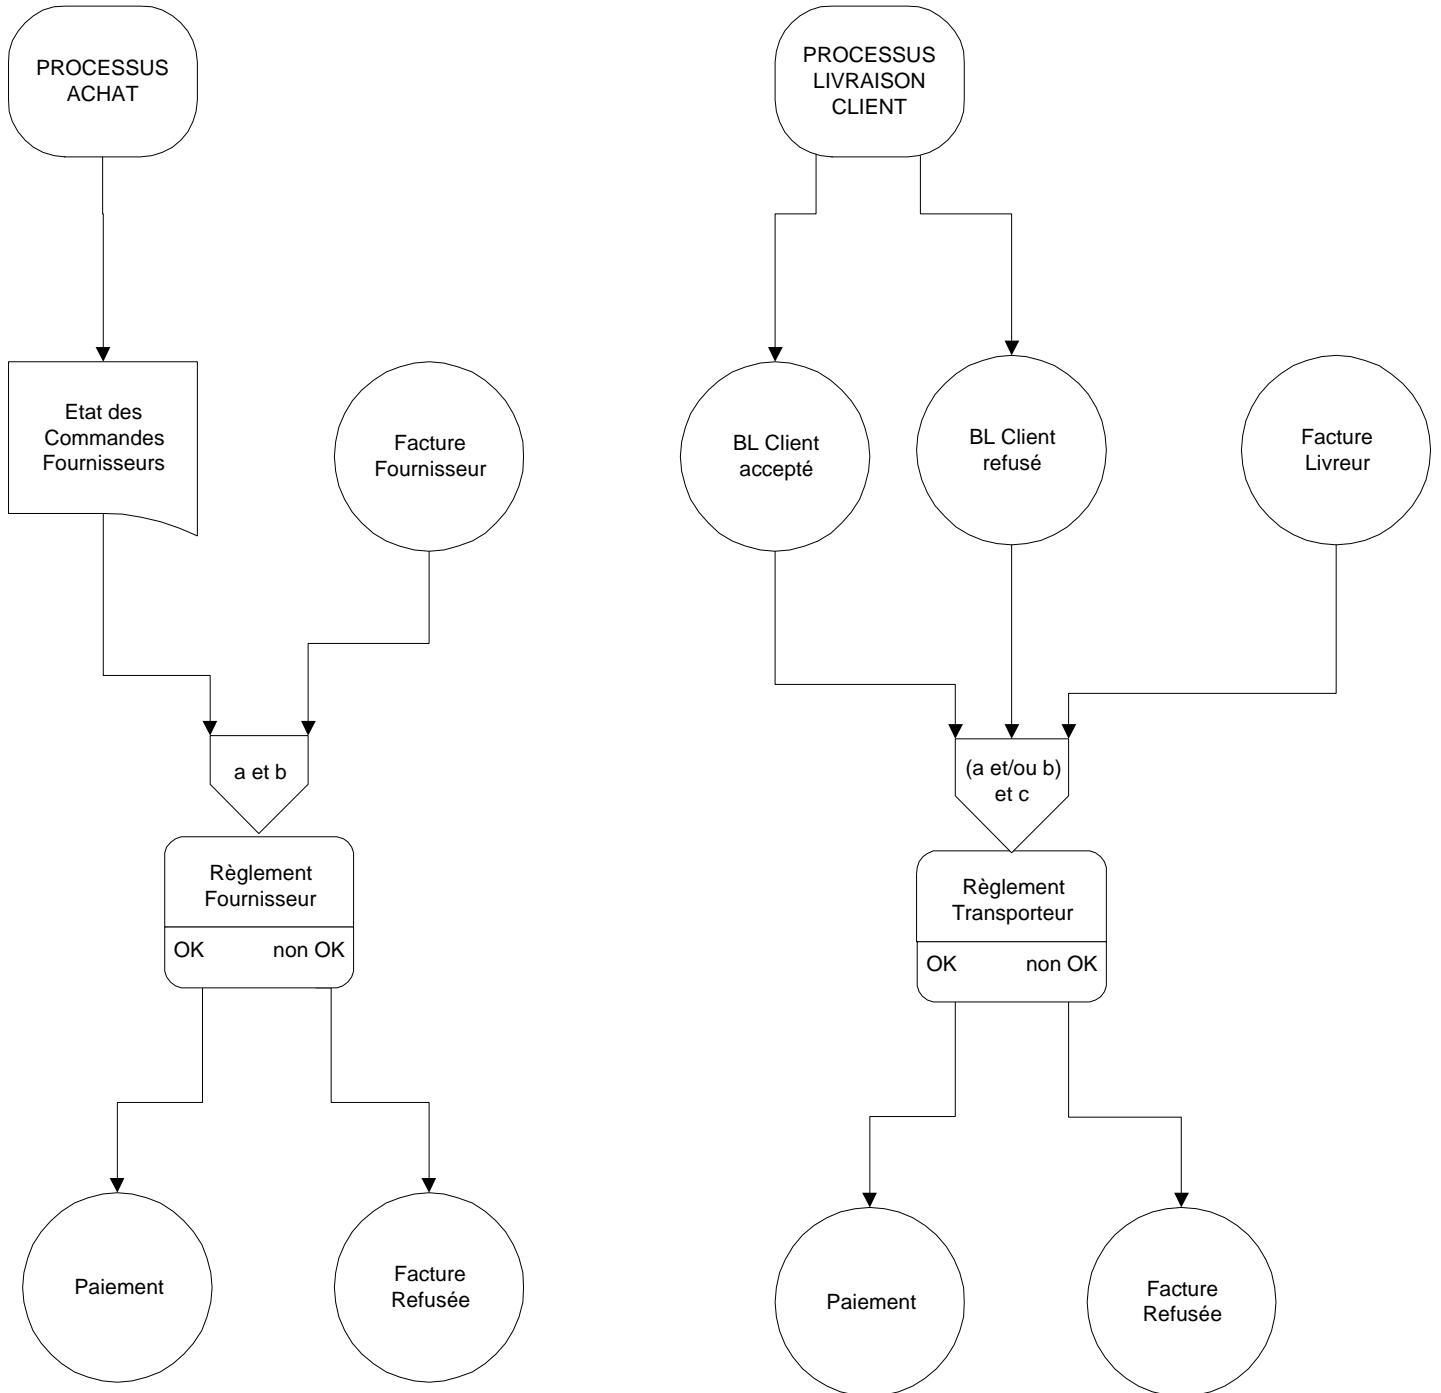 PROCESSUS
ACHAT
PROCESSUS
LIVRAISON
CLIENT
Etat des
Commandes
Fournisseurs
Facture
Fournisseur
BL Client
accepté
BL Client
refusé
Facture
Livreur
a et b
(a et/ou b)
et c
Règlement
Fournisseur
OK non OK
Règlement
Transporteur
OK non OK
Paiement
Facture
Refusée
Paiement
Facture
Refusée